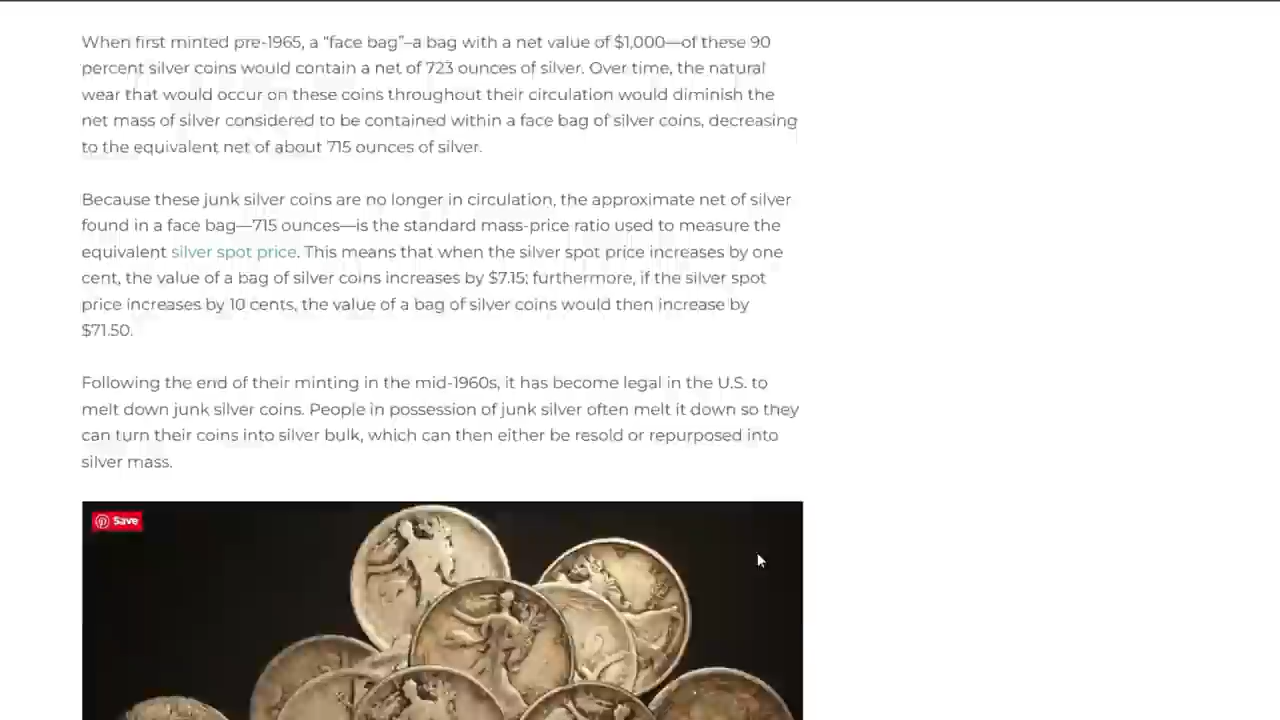 When first minted pre-1965, a “face bag”–a bag with a net value of $1,000—of these 90
percent silver coins would contain a net of 723 ounces of silver. Over time, the natural
wear that would occur on these coins throughout their circulation would diminish the
net mass of silver considered to be contained within a face bag of silver coins, decreasing
to the equivalent net of about 715 ounces of silver.
Because these junk silver coins are no longer in circulation, the approximate net of silver
found in a face bag—715 ounces—is the standard mass-price ratio used to measure the
equivalent silver spot price. This means that when the silver spot price increases by one
cent, the value of a bag of silver coins increases by $7.15; furthermore, if the silver spot
price increases by 10 cents, the value of a bag of silver coins would then increase by
$71.50.
Following the end of their minting in the mid-1960s, it has become legal in the U.S. to
melt down junk silver coins. People in possession of junk silver often melt it down so they
can turn their coins into silver bulk, which can then either be resold or repurposed into
silver mass.
Save